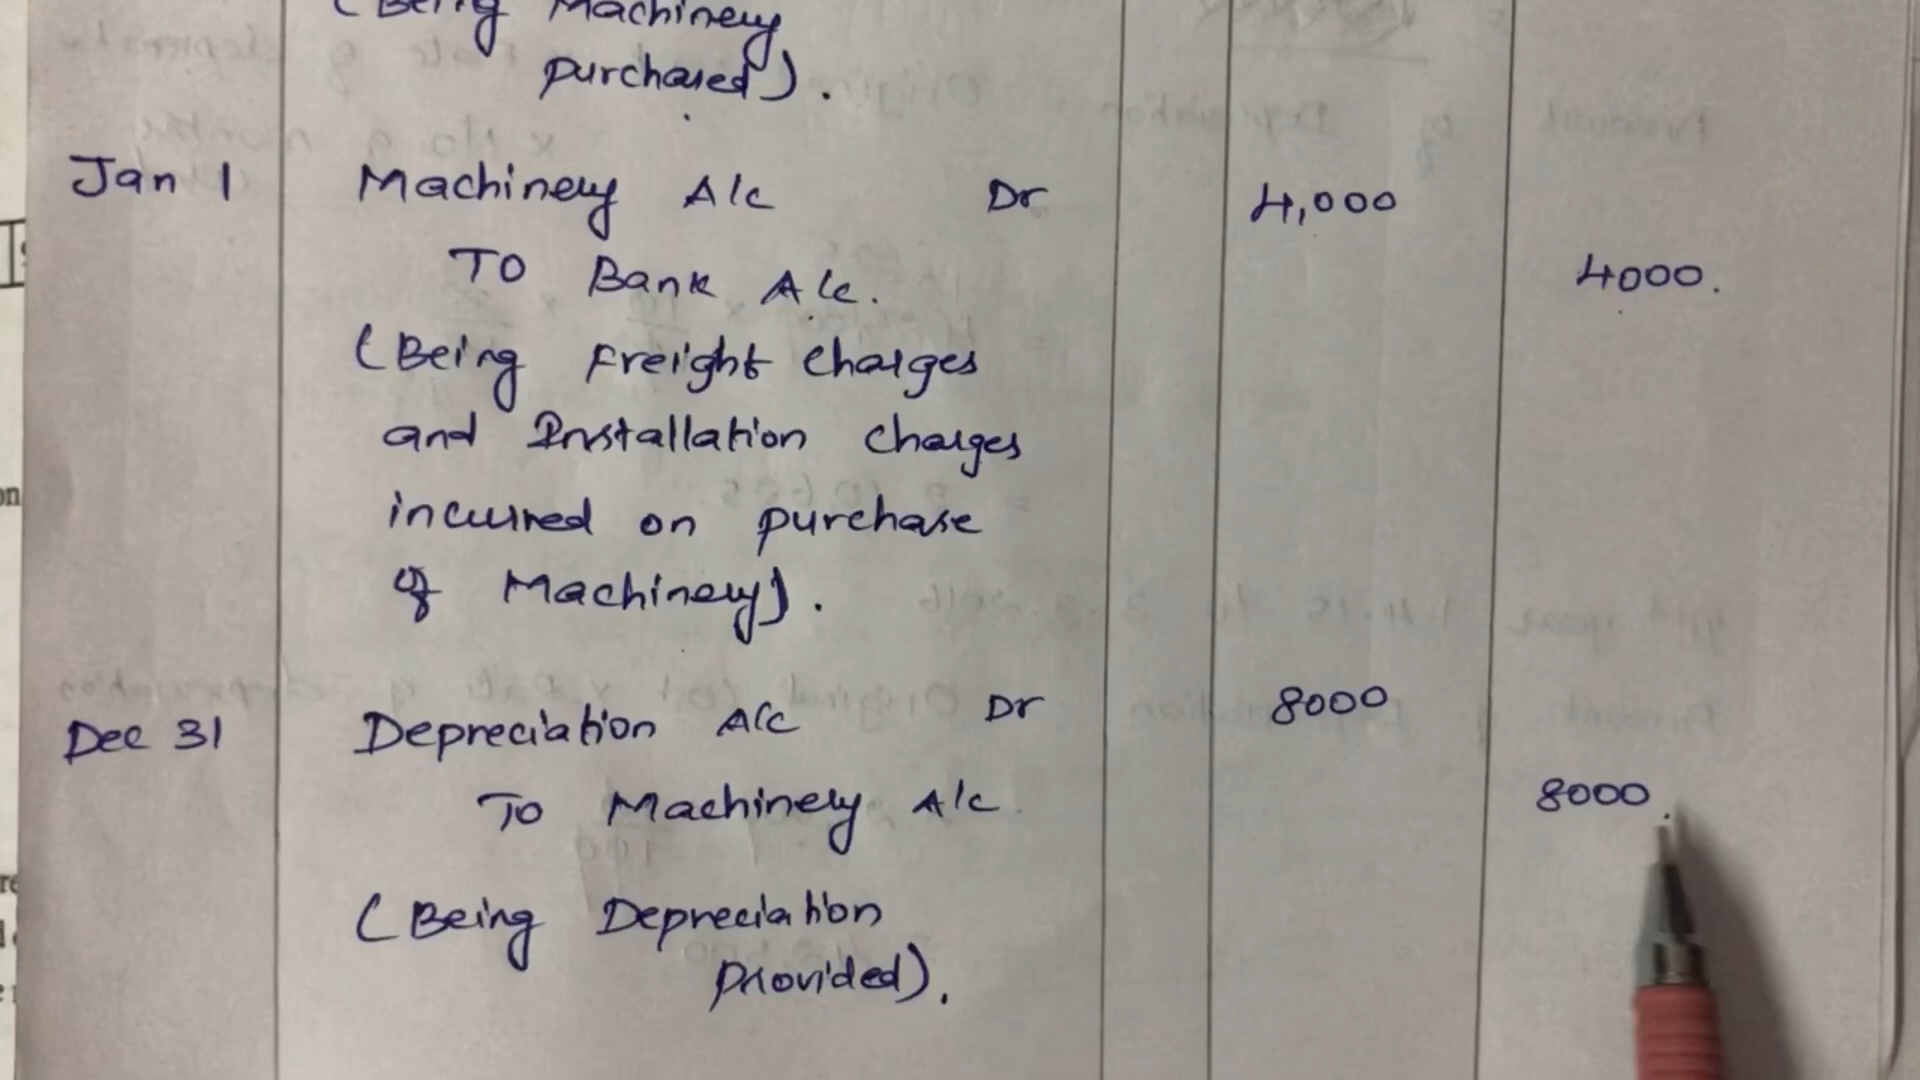 (Being Machinery
purchased).
Jan 1 Machinery A/c Dr 4,000
TO Bank A/c. 4000.
(Being Freight charges
and Installation charges
incurred on purchase
of Machinery).
Dec 31 Depreciation A/c Dr 8000
To Machinery A/c 8000.
(Being Depreciation
provided).